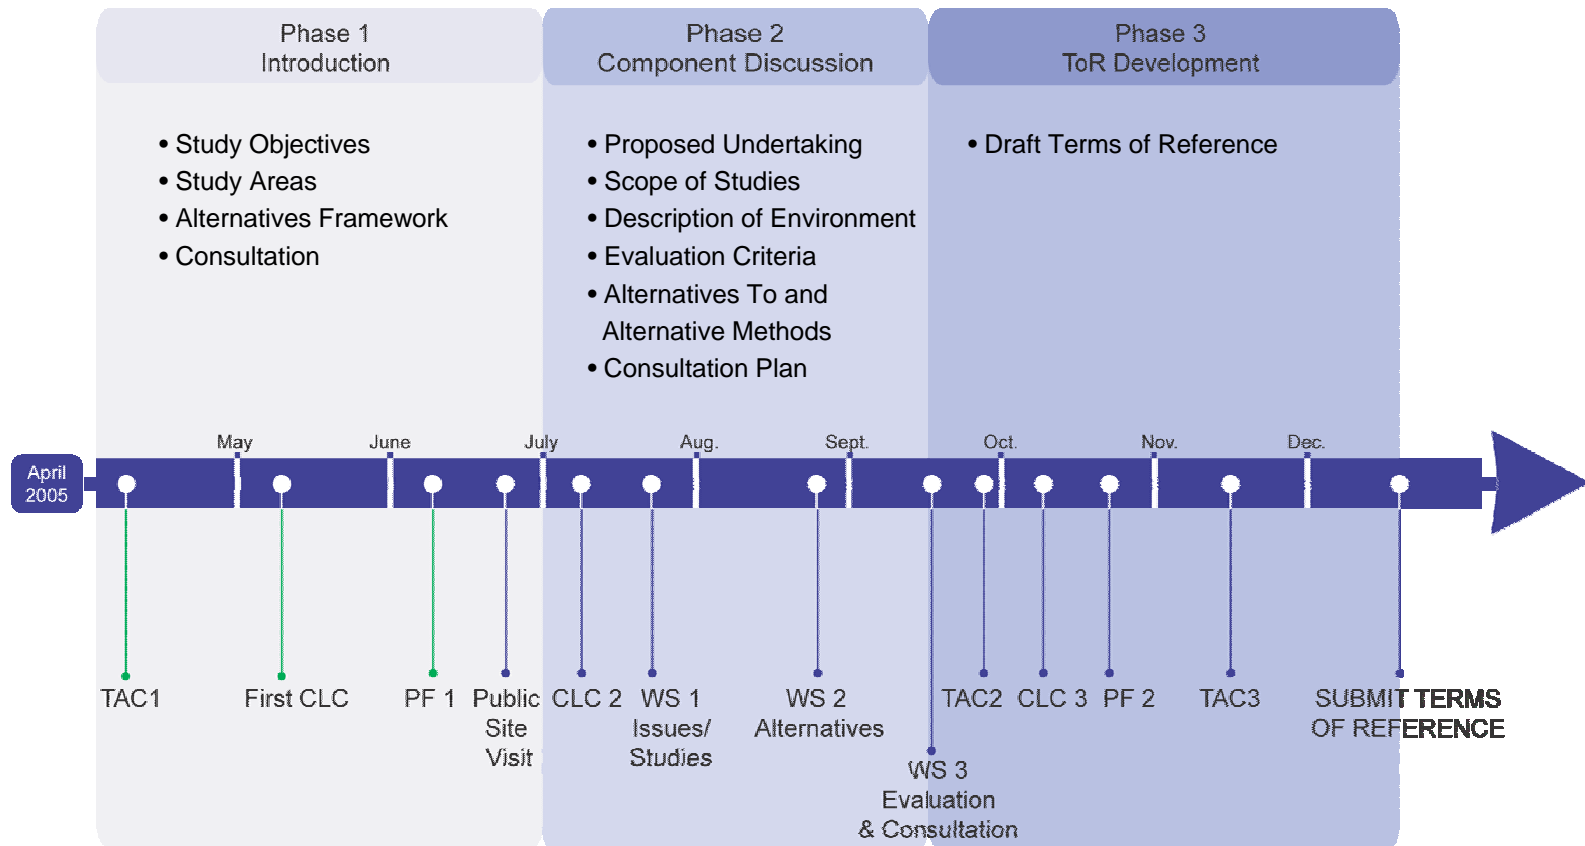 Phase 1
Introduction
Phase 2
Component Discussion
Phase 3
ToR Development
• Study Objectives
• Study Areas
• Alternatives Framework
• Consultation
• Proposed Undertaking
• Scope of Studies
• Description of Environment
• Evaluation Criteria
• Alternatives To and
Alternative Methods
• Consultation Plan
• Draft Terms of Reference
April
2005
May
June
July
Aug.
Sept.
Oct.
Nov.
Dec.
TAC1
First CLC
PF 1
Public
Site
Visit
CLC 2
WS 1
Issues/
Studies
WS 2
Alternatives
WS 3
Evaluation
& Consultation
TAC2
CLC 3
PF 2
TAC3
SUBMIT TERMS
OF REFERENCE